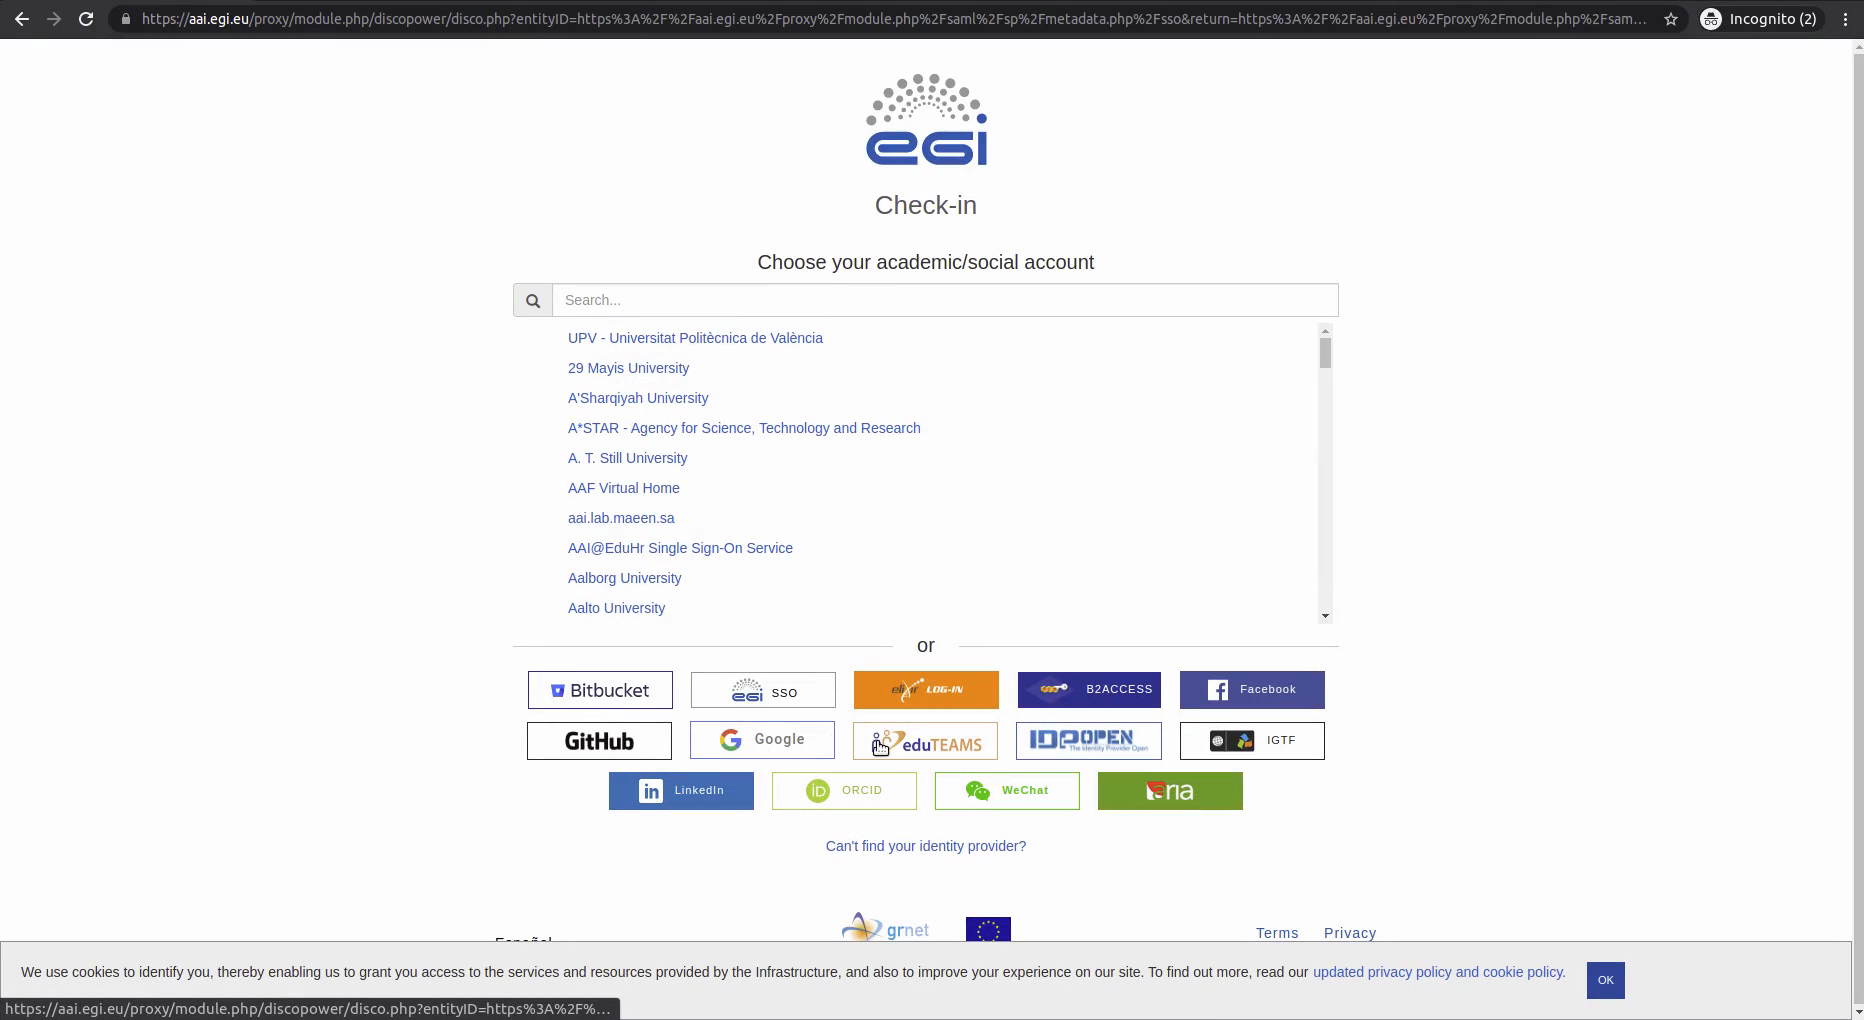 https://aai.egi.eu/proxy/module.php/discopower/disco.php?entityID=https%3A%2F%2Faai.egi.eu%2Fproxy%2Fmodule.php%2Fsaml%2Fsp%2Fmetadata.php%2Fsso&return=https%3A%2F%2Faai.egi.eu%2Fproxy%2Fmodule.php%2Fsam...
Incognito (2)
egi
Check-in
Choose your academic/social account
Search...
UPV - Universitat Politècnica de València
29 Mayis University
A'Sharqiyah University
A*STAR - Agency for Science, Technology and Research
A. T. Still University
AAF Virtual Home
aai.lab.maeen.sa
AAI@EduHr Single Sign-On Service
Aalborg University
Aalto University
or
Bitbucket
egi SSO
elixir LOG-IN
B2ACCESS
Facebook
GitHub
Google
eduTEAMS
IDPOPEN
The Identity Provider Open
IGTF
in LinkedIn
iD ORCID
WeChat
aria
Can't find your identity provider?
Español
grnet
Terms
Privacy
We use cookies to identify you, thereby enabling us to grant you access to the services and resources provided by the Infrastructure, and also to improve your experience on our site. To find out more, read our updated privacy policy and cookie policy.
OK
https://aai.egi.eu/proxy/module.php/discopower/disco.php?entityID=https%3A%2F%...